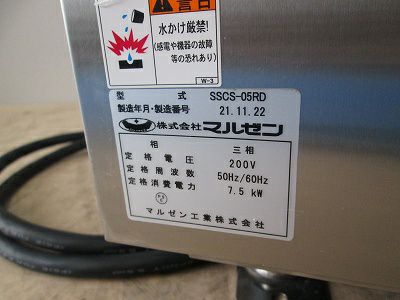 警告
水かけ厳禁!
(感電や機器の故障
等の恐れあり)
W-3
型 式 SSCS-05RD
製造年月・製造番号 21.11.22
株式会社マルゼン
相 三相
定格電圧 200V
定格周波数 50Hz/60Hz
定格消費電力 7.5 kW
マルゼン工業株式会社